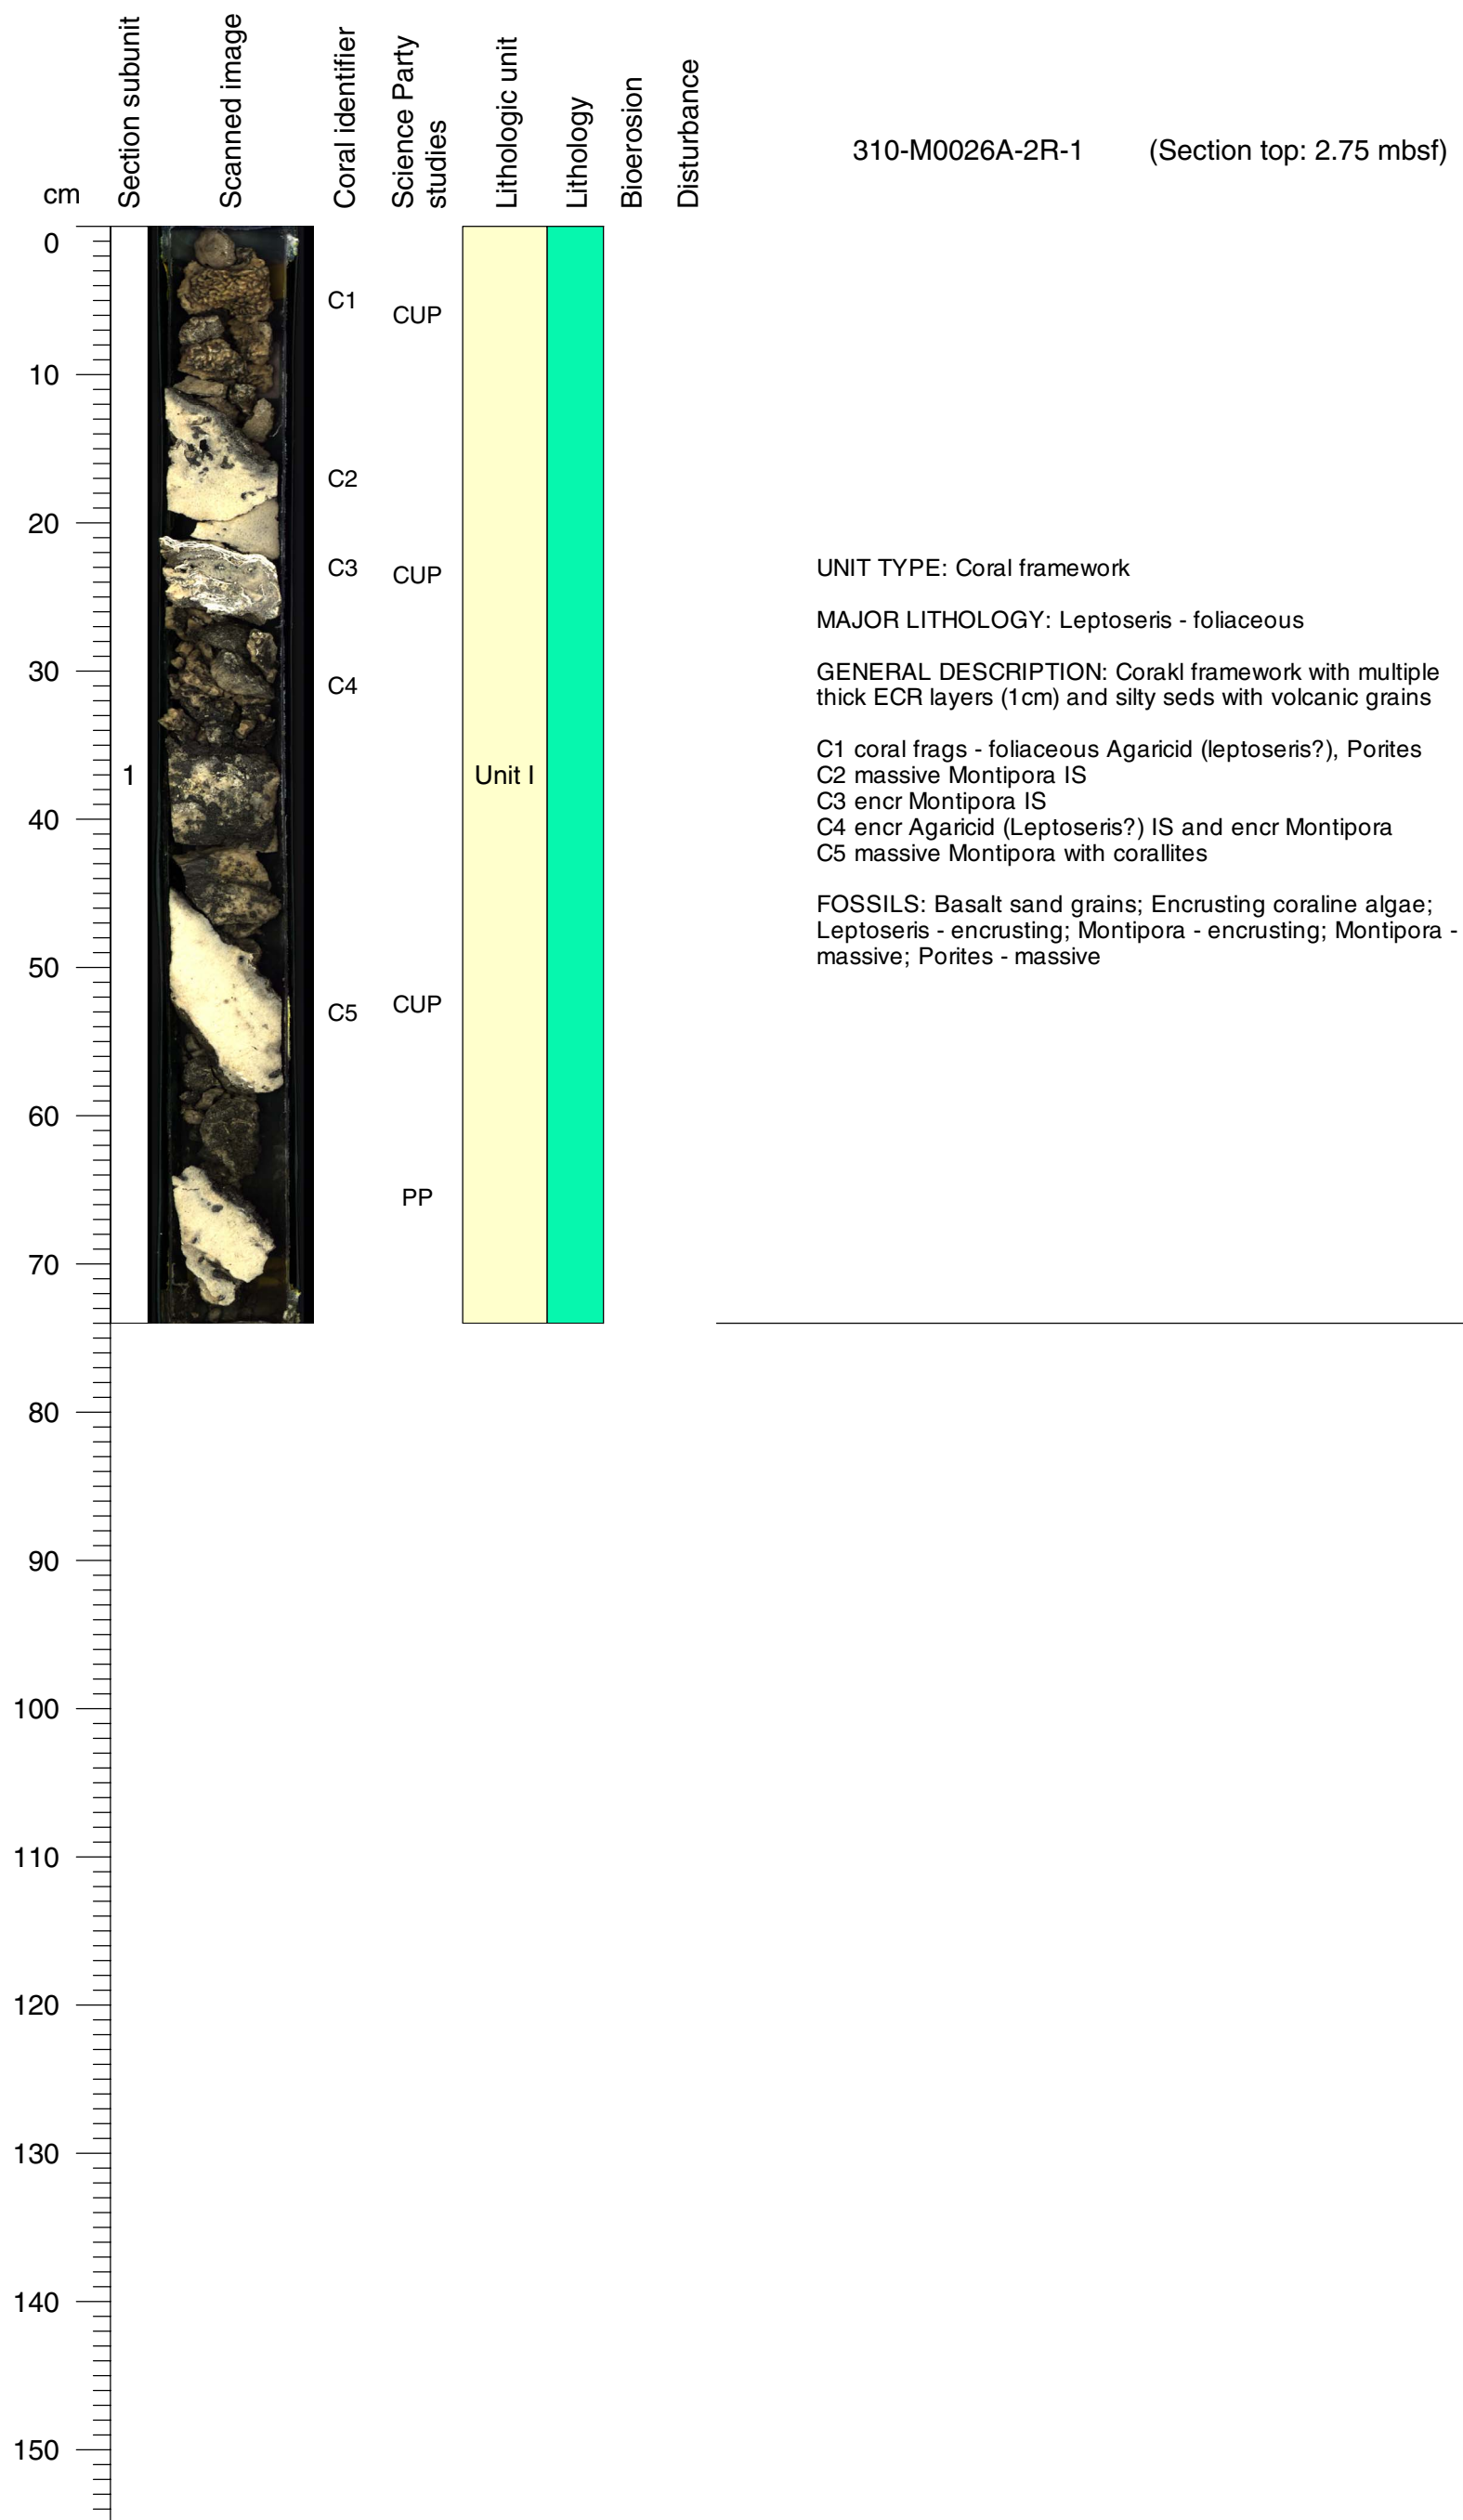 cm
Section subunit
Scanned image
Coral identifier
Science Party
studies
Lithologic unit
Lithology
Bioerosion
Disturbance
310-M0026A-2R-1 (Section top: 2.75 mbsf)
0
10
20
30
40
50
60
70
80
90
100
110
120
130
140
150
1
C1
C2
C3
C4
C5
CUP
CUP
CUP
PP
Unit I
UNIT TYPE: Coral framework
MAJOR LITHOLOGY: Leptoseris - foliaceous
GENERAL DESCRIPTION: Corakl framework with multiple
thick ECR layers (1cm) and silty seds with volcanic grains
C1 coral frags - foliaceous Agaricid (leptoseris?), Porites
C2 massive Montipora IS
C3 encr Montipora IS
C4 encr Agaricid (Leptoseris?) IS and encr Montipora
C5 massive Montipora with corallites
FOSSILS: Basalt sand grains; Encrusting coraline algae;
Leptoseris - encrusting; Montipora - encrusting; Montipora -
massive; Porites - massive